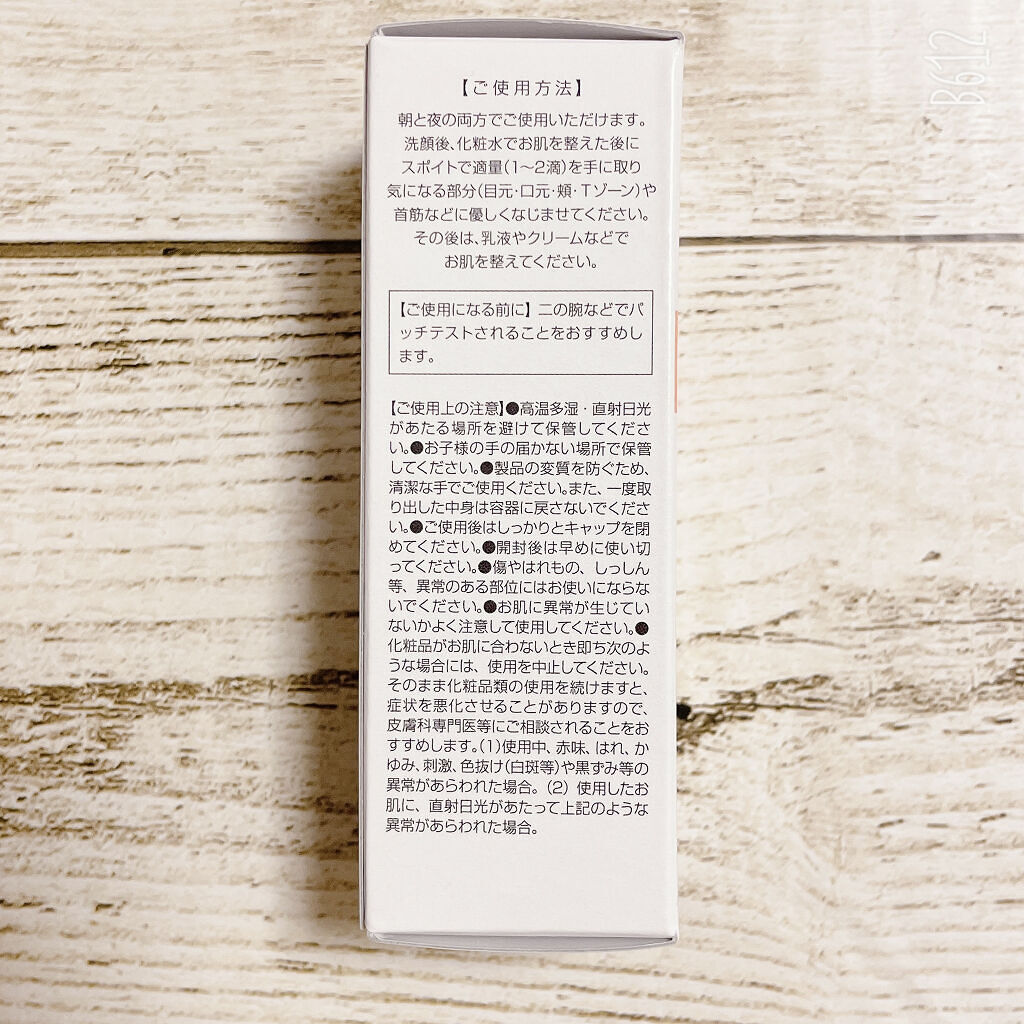 【ご使用方法】
朝と夜の両方でご使用いただけます。
洗顔後、化粧水でお肌を整えた後に
スポイトで適量(1〜2滴)を手に取り
気になる部分(目元・口元・頬・Tゾーン)や
首筋などに優しくなじませてください。
その後は、乳液やクリームなどで
お肌を整えてください。
【ご使用になる前に】二の腕などでパ
ッチテストされることをおすすめし
ます。
【ご使用上の注意】●高温多湿・直射日光
があたる場所を避けて保管してくださ
い。●お子様の手の届かない場所で保管
してください。●製品の変質を防ぐため、
清潔な手でご使用ください。また、一度取
り出した中身は容器に戻さないでくださ
い。●ご使用後はしっかりとキャップを閉
めてください。●開封後は早めに使い切
ってください。●傷やはれもの、しっしん
等、異常のある部位にはお使いにならな
いでください。●お肌に異常が生じてい
ないかよく注意して使用してください。●
化粧品がお肌に合わないとき即ち次のよ
うな場合には、使用を中止してください。
そのまま化粧品類の使用を続けますと、
症状を悪化させることがありますので、
皮膚科専門医等にご相談されることをお
すすめします。(1)使用中、赤味、はれ、か
ゆみ、刺激、色抜け(白斑等)や黒ずみ等の
異常があらわれた場合。(2) 使用したお
肌に、直射日光があたって上記のような
異常があらわれた場合。
B612